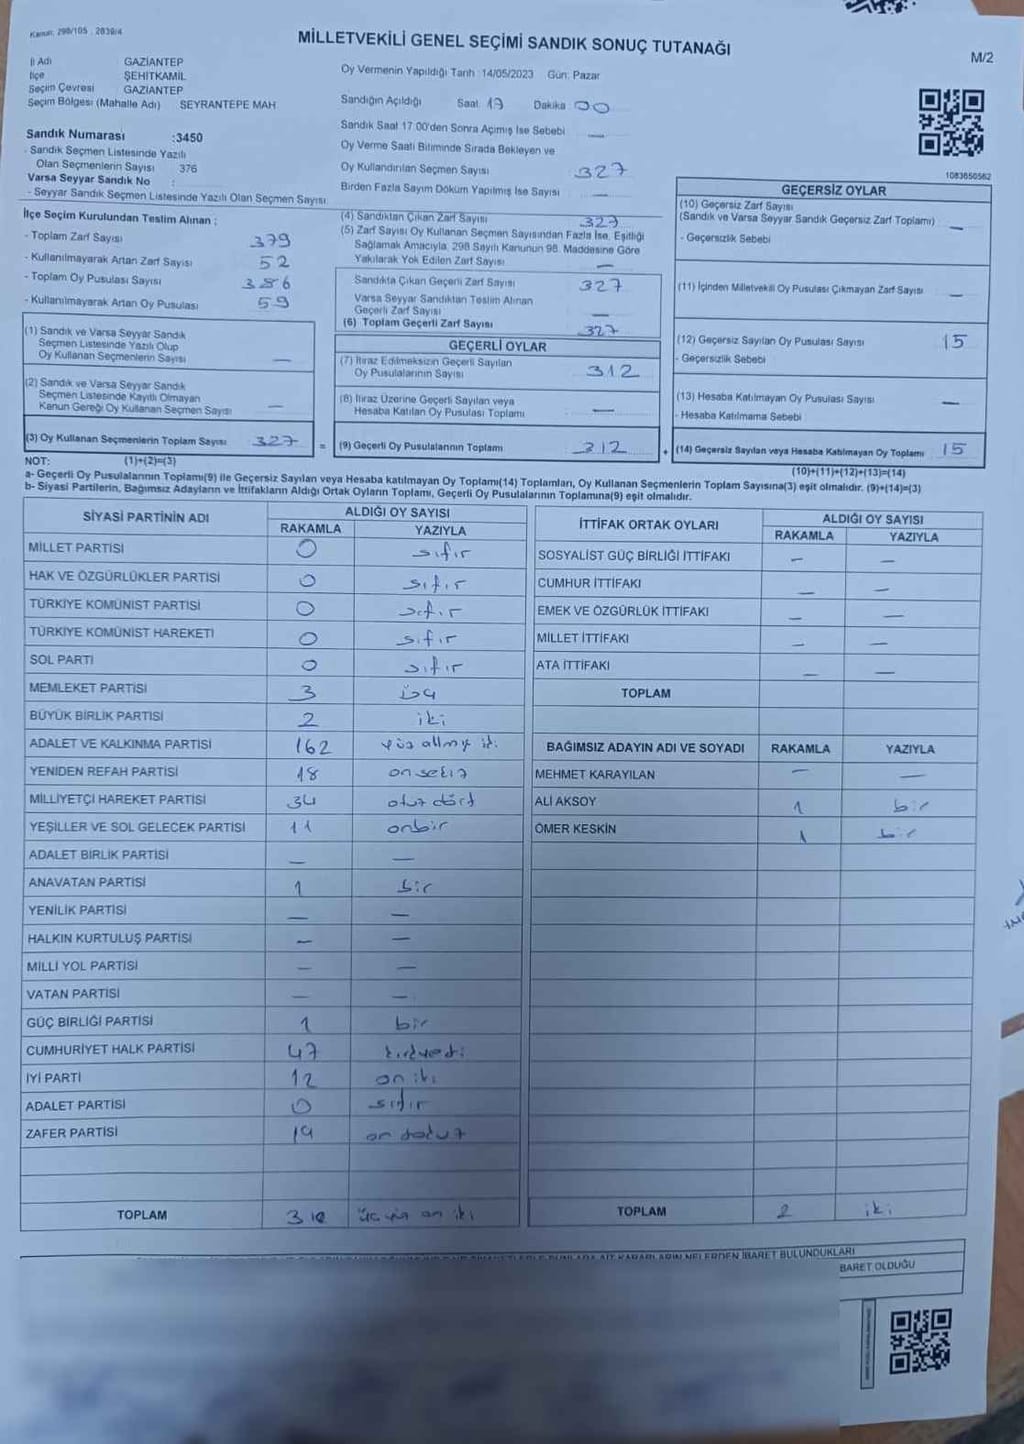 Kanun: 298/105 . 2839/4
MİLLETVEKİLİ GENEL SEÇİMİ SANDIK SONUÇ TUTANAĞI
M/2
İl Adı GAZİANTEP
İlçe ŞEHİTKAMİL
Seçim Çevresi GAZİANTEP
Seçim Bölgesi (Mahalle Adı) SEYRANTEPE MAH
Sandık Numarası :3450
- Sandık Seçmen Listesinde Yazılı
Olan Seçmenlerin Sayısı 376
Varsa Seyyar Sandık No :
- Seyyar Sandık Seçmen Listesinde Yazılı Olan Seçmen Sayısı
Oy Vermenin Yapıldığı Tarih :14/05/2023 Gün: Pazar
Sandığın Açıldığı Saat 17 Dakika 00
Sandık Saat 17:00'den Sonra Açımış İse Sebebi —
Oy Verme Saati Bitiminde Sırada Bekleyen ve
Oy Kullandırılan Seçmen Sayısı 327
Birden Fazla Sayım Döküm Yapılmış İse Sayısı —
1083650562
İlçe Seçim Kurulundan Teslim Alınan ;
- Toplam Zarf Sayısı 379
- Kullanılmayarak Artan Zarf Sayısı 52
- Toplam Oy Pusulası Sayısı 386
- Kullanılmayarak Artan Oy Pusulası 59
(1) Sandık ve Varsa Seyyar Sandık
Seçmen Listesinde Yazılı Olup
Oy Kullanan Seçmenlerin Sayısı —
(2) Sandık ve Varsa Seyyar Sandık
Seçmen Listesinde Kayıtlı Olmayan
Kanun Gereği Oy Kullanan Seçmen Sayısı —
(3) Oy Kullanan Seçmenlerin Toplam Sayısı 327
(4) Sandıktan Çıkan Zarf Sayısı 327
(5) Zarf Sayısı Oy Kullanan Seçmen Sayısından Fazla İse, Eşitliği
Sağlamak Amacıyla, 298 Sayılı Kanunun 98. Maddesine Göre
Yakılarak Yok Edilen Zarf Sayısı —
Sandıkta Çıkan Geçerli Zarf Sayısı 327
Varsa Seyyar Sandıktan Teslim Alınan
Geçerli Zarf Sayısı —
(6) Toplam Geçerli Zarf Sayısı 327
GEÇERLİ OYLAR
(7) İtiraz Edilmeksizin Geçerli Sayılan
Oy Pusulalarının Sayısı 312
(8) İtiraz Üzerine Geçerli Sayılan veya
Hesaba Katılan Oy Pusulası Toplamı —
= (9) Geçerli Oy Pusulalarının Toplamı 312
GEÇERSİZ OYLAR
(10) Geçersiz Zarf Sayısı
(Sandık ve Varsa Seyyar Sandık Geçersiz Zarf Toplamı) —
- Geçersizlik Sebebi
(11) İçinden Milletvekili Oy Pusulası Çıkmayan Zarf Sayısı —
(12) Geçersiz Sayılan Oy Pusulası Sayısı 15
- Geçersizlik Sebebi
(13) Hesaba Katılmayan Oy Pusulası Sayısı —
- Hesaba Katılmama Sebebi
+ (14) Geçersiz Sayılan veya Hesaba Katılmayan Oy Toplamı 15
NOT: (1)+(2)=(3)
(10)+(11)+(12)+(13)=(14)
a- Geçerli Oy Pusulalarının Toplamı(9) ile Geçersiz Sayılan veya Hesaba katılmayan Oy Toplamı(14) Toplamları, Oy Kullanan Seçmenlerin Toplam Sayısına(3) eşit olmalıdır. (9)+(14)=(3)
b- Siyasi Partilerin, Bağımsız Adayların ve İttifakların Aldığı Ortak Oyların Toplamı, Geçerli Oy Pusulalarının Toplamına(9) eşit olmalıdır.
SİYASİ PARTİNİN ADI ALDIĞI OY SAYISI
RAKAMLA YAZIYLA
MİLLET PARTİSİ 0 sıfır
HAK VE ÖZGÜRLÜKLER PARTİSİ 0 sıfır
TÜRKİYE KOMÜNİST PARTİSİ 0 sıfır
TÜRKİYE KOMÜNİST HAREKETİ 0 sıfır
SOL PARTİ 0 sıfır
MEMLEKET PARTİSİ 3 üç
BÜYÜK BİRLİK PARTİSİ 2 iki
ADALET VE KALKINMA PARTİSİ 162 yüz altmış iki
YENİDEN REFAH PARTİSİ 18 on sekiz
MİLLİYETÇİ HAREKET PARTİSİ 34 otuz dört
YEŞİLLER VE SOL GELECEK PARTİSİ 11 onbir
ADALET BİRLİK PARTİSİ — —
ANAVATAN PARTİSİ 1 bir
YENİLİK PARTİSİ — —
HALKIN KURTULUŞ PARTİSİ — —
MİLLİ YOL PARTİSİ — —
VATAN PARTİSİ — —
GÜÇ BİRLİĞİ PARTİSİ 1 bir
CUMHURİYET HALK PARTİSİ 47 kırkyedi
İYİ PARTİ 12 on iki
ADALET PARTİSİ 0 sıfır
ZAFER PARTİSİ 19 on dokuz
TOPLAM 310 üç yüz on iki
İTTİFAK ORTAK OYLARI ALDIĞI OY SAYISI
RAKAMLA YAZIYLA
SOSYALİST GÜÇ BİRLİĞİ İTTİFAKI — —
CUMHUR İTTİFAKI — —
EMEK VE ÖZGÜRLÜK İTTİFAKI — —
MİLLET İTTİFAKI — —
ATA İTTİFAKI — —
TOPLAM
BAĞIMSIZ ADAYIN ADI VE SOYADI RAKAMLA YAZIYLA
MEHMET KARAYILAN — —
ALİ AKSOY 1 bir
ÖMER KESKİN 1 bir
TOPLAM 2 iki
NELERDEN İBARET BULUNDUKLARI
BARET OLDUĞU